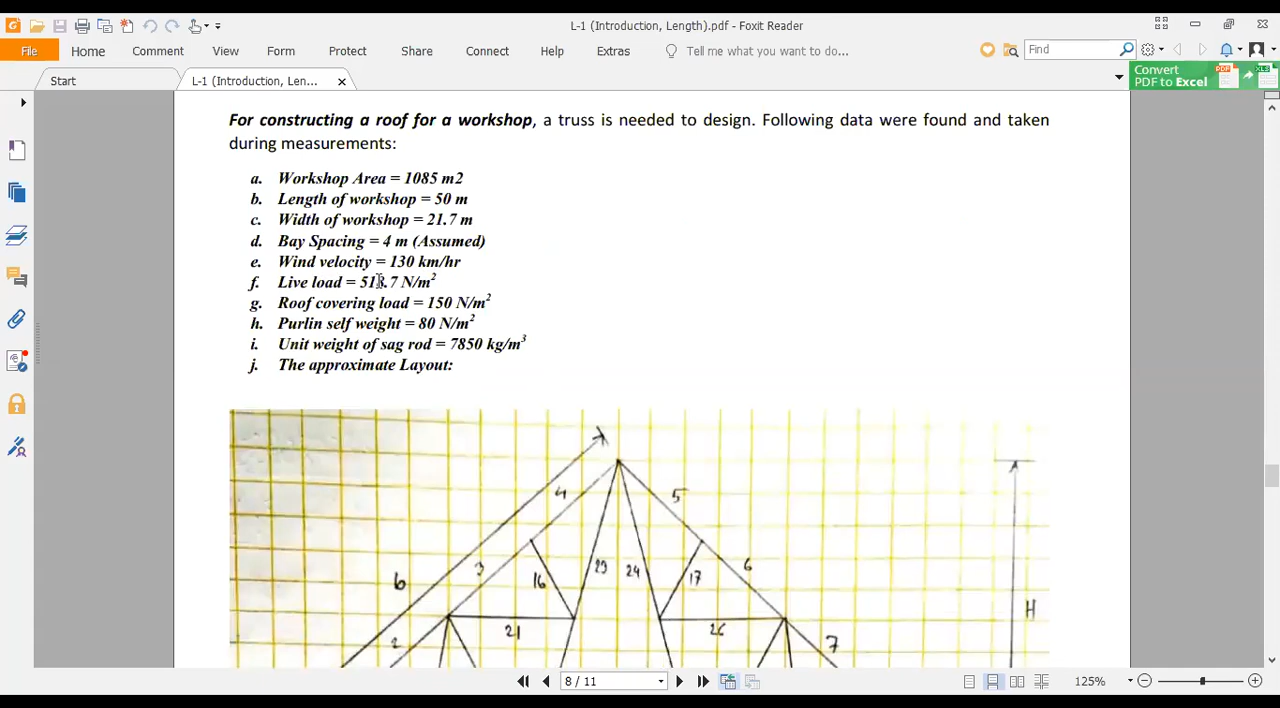 L-1 (Introduction, Length).pdf - Foxit Reader
File Home Comment View Form Protect Share Connect Help Extras Tell me what you want to do... Find
Start L-1 (Introduction, Len...
Convert
PDF to Excel
For constructing a roof for a workshop, a truss is needed to design. Following data were found and taken
during measurements:
a. Workshop Area = 1085 m2
b. Length of workshop = 50 m
c. Width of workshop = 21.7 m
d. Bay Spacing = 4 m (Assumed)
e. Wind velocity = 130 km/hr
f. Live load = 518.7 N/m²
g. Roof covering load = 150 N/m²
h. Purlin self weight = 80 N/m²
i. Unit weight of sag rod = 7850 kg/m³
j. The approximate Layout:
4 5
b 3 16 23 24 17 6
H
21 26
2 7
8 / 11 125%